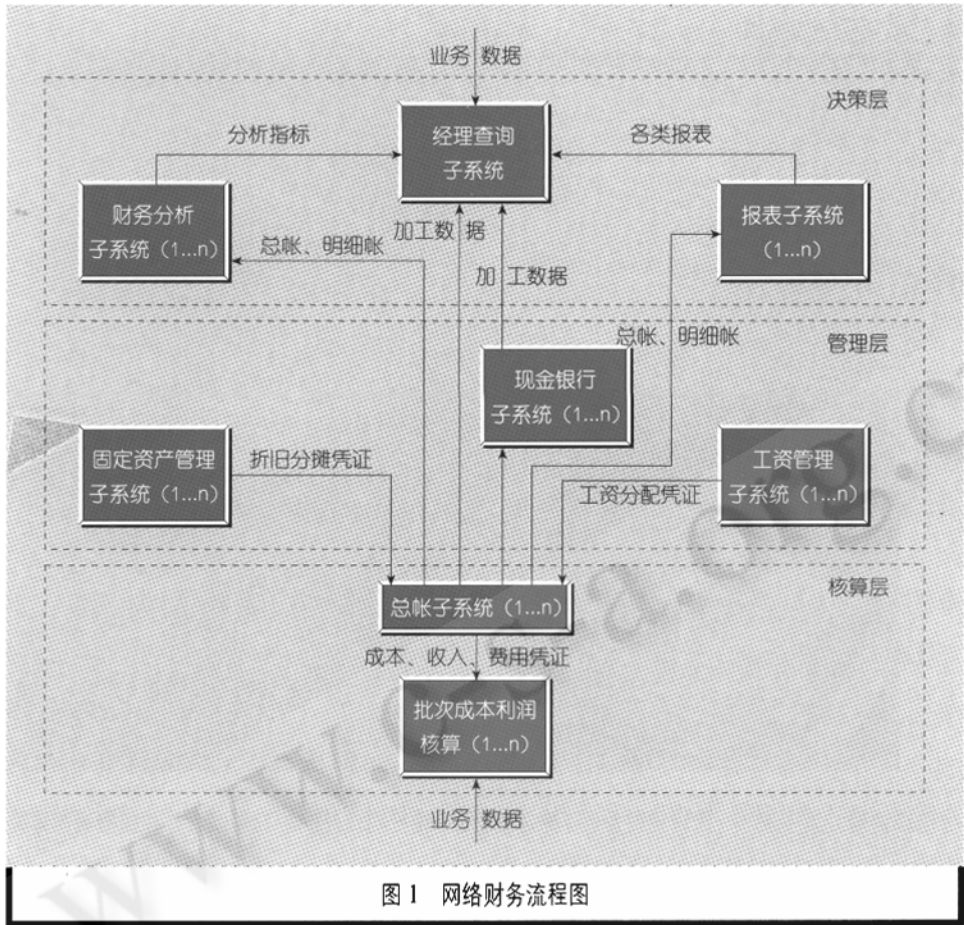 业务 数据
决策层
分析指标
经理查询
子系统
各类报表
财务分析
子系统（1...n）
报表子系统
（1...n）
总帐、明细帐
加工数 据
加 工数据
总帐、明细帐
管理层
现金银行
子系统（1...n）
固定资产管理
子系统（1...n）
折旧分摊凭证
工资分配凭证
工资管理
子系统（1...n）
核算层
总帐子系统（1...n）
成本、收人、费用凭证
批次成本利润
核算（1...n）
业务 数据
www.c-s-a.org.c
图 1 网络财务流程图